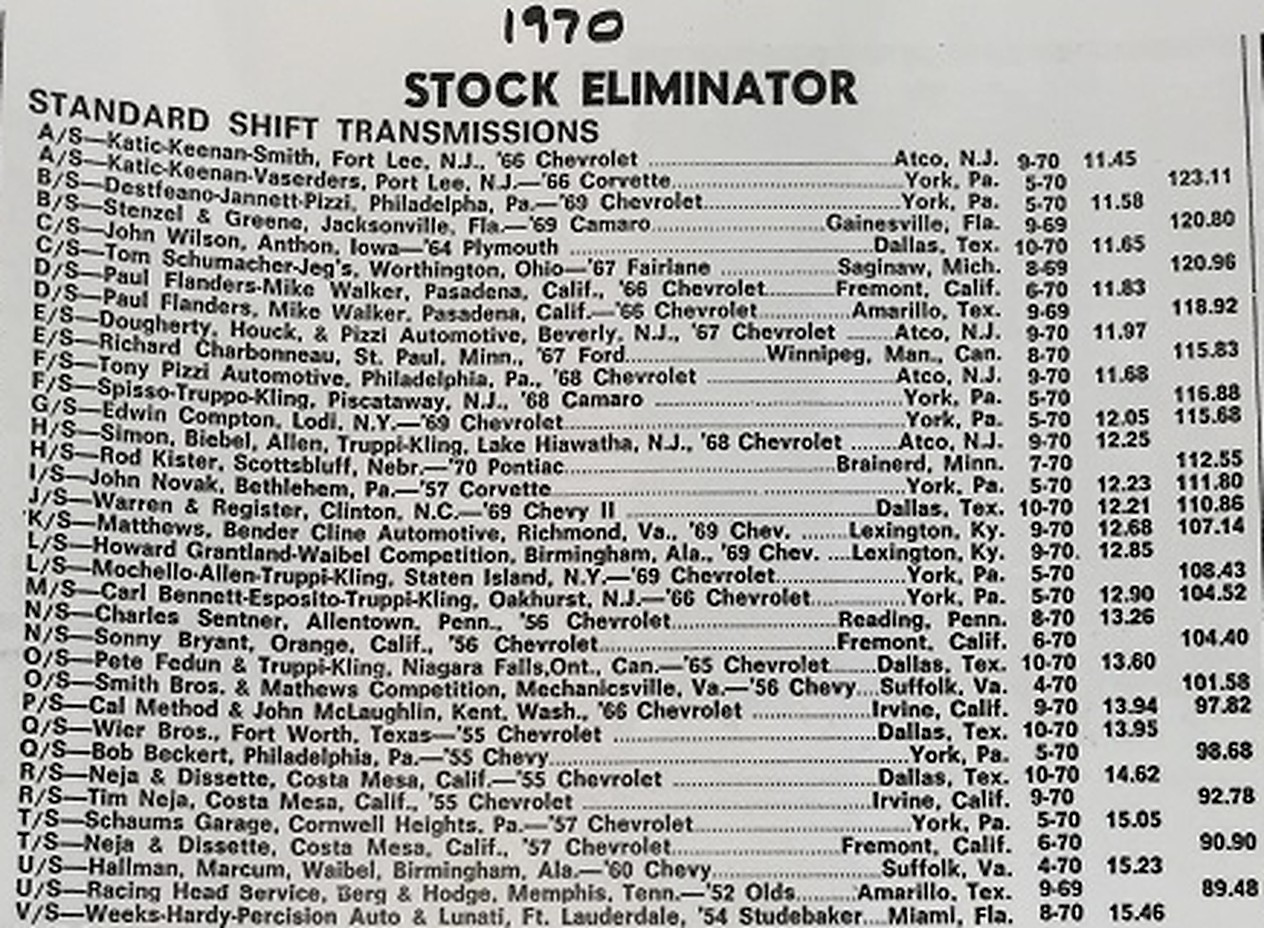 1970
STOCK ELIMINATOR
STANDARD SHIFT TRANSMISSIONS
A/S—Katic-Keenan-Smith, Fort Lee, N.J., '66 Chevrolet ........Atco, N.J. 9-70 11.45
A/S—Katic-Keenan-Vaserders, Port Lee, N.J.—'66 Corvette........York, Pa. 5-70 123.11
B/S—Destfeano-Jannett-Pizzi, Philadelpha, Pa.—'69 Chevrolet........York, Pa. 5-70 11.58
B/S—Stenzel & Greene, Jacksonville, Fla.—'69 Camaro........Gainesville, Fla. 9-69 120.80
C/S—John Wilson, Anthon, Iowa—'64 Plymouth ........Dallas, Tex. 10-70 11.65
C/S—Tom Schumacher-Jeg's, Worthington, Ohio—'67 Fairlane ........Saginaw, Mich. 8-69 120.96
D/S—Paul Flanders-Mike Walker, Pasadena, Calif., '66 Chevrolet........Fremont, Calif. 6-70 11.83
D/S—Paul Flanders, Mike Walker, Pasadena, Calif.—'66 Chevrolet........Amarillo, Tex. 9-69 118.92
E/S—Dougherty, Houck, & Pizzi Automotive, Beverly, N.J., '67 Chevrolet ........Atco, N.J. 9-70 11.97
E/S—Richard Charbonneau, St. Paul, Minn., '67 Ford........Winnipeg, Man., Can. 8-70 115.83
F/S—Tony Pizzi Automotive, Philadelphia, Pa., '68 Chevrolet ........Atco, N.J. 9-70 11.68
F/S—Spisso-Truppo-Kling, Piscataway, N.J., '68 Camaro ........York, Pa. 5-70 116.88
G/S—Edwin Compton, Lodi, N.Y.—'69 Chevrolet........York, Pa. 5-70 12.05 115.68
H/S—Simon, Biebel, Allen, Truppi-Kling, Lake Hiawatha, N.J., '68 Chevrolet ........Atco, N.J. 9-70 12.25
H/S—Rod Kister, Scottsbluff, Nebr.—'70 Pontiac........Brainerd, Minn. 7-70 112.55
I/S—John Novak, Bethlehem, Pa.—'57 Corvette........York, Pa. 5-70 12.23 111.80
J/S—Warren & Register, Clinton, N.C.—'69 Chevy II ........Dallas, Tex. 10-70 12.21 110.86
K/S—Matthews, Bender Cline Automotive, Richmond, Va., '69 Chev. ........Lexington, Ky. 9-70 12.68 107.14
L/S—Howard Grantland-Waibel Competition, Birmingham, Ala., '69 Chev. ....Lexington, Ky. 9-70. 12.85
L/S—Mochello-Allen-Truppi-Kling, Staten Island, N.Y.—'69 Chevrolet........York, Pa. 5-70 108.43
M/S—Carl Bennett-Esposito-Truppi-Kling, Oakhurst, N.J.—'66 Chevrolet........York, Pa. 5-70 12.90 104.52
N/S—Charles Sentner, Allentown, Penn., '56 Chevrolet........Reading, Penn. 8-70 13.26
N/S—Sonny Bryant, Orange, Calif., '56 Chevrolet........Fremont, Calif. 6-70 104.40
O/S—Pete Fedun & Truppi-Kling, Niagara Falls,Ont., Can.—'65 Chevrolet........Dallas, Tex. 10-70 13.60
O/S—Smith Bros. & Mathews Competition, Mechanicsville, Va.—'56 Chevy....Suffolk, Va. 4-70 101.58
P/S—Cal Method & John McLaughlin, Kent, Wash., '66 Chevrolet ........Irvine, Calif. 9-70 13.94 97.82
Q/S—Wier Bros., Fort Worth, Texas—'55 Chevrolet ........Dallas, Tex. 10-70 13.95
Q/S—Bob Beckert, Philadelphia, Pa.—'55 Chevy........York, Pa. 5-70 98.68
R/S—Neja & Dissette, Costa Mesa, Calif.—'55 Chevrolet ........Dallas, Tex. 10-70 14.62
R/S—Tim Neja, Costa Mesa, Calif., '55 Chevrolet ........Irvine, Calif. 9-70 92.78
T/S—Schaums Garage, Cornwell Heights, Pa.—'57 Chevrolet........York, Pa. 5-70 15.05
T/S—Neja & Dissette, Costa Mesa, Calif., '57 Chevrolet........Fremont, Calif. 6-70 90.90
U/S—Hallman, Marcum, Waibel, Birmingham, Ala.—'60 Chevy........Suffolk, Va. 4-70 15.23
U/S—Racing Head Service, Berg & Hodge, Memphis, Tenn.—'52 Olds........Amarillo, Tex. 9-69 89.48
V/S—Weeks-Hardy-Percision Auto & Lunati, Ft. Lauderdale, '54 Studebaker....Miami, Fla. 8-70 15.46